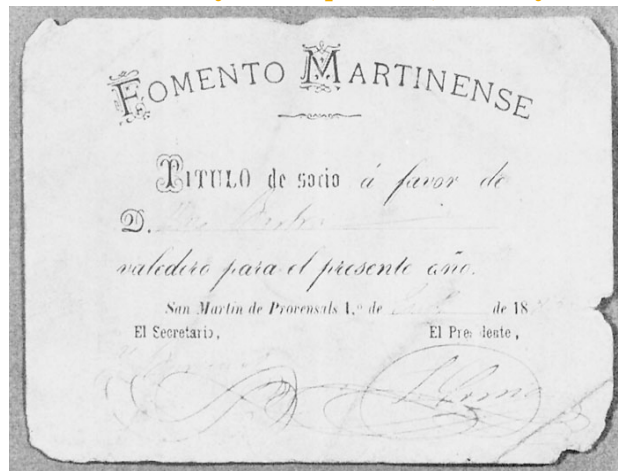 FOMENTO MARTINENSE
TITULO de socio á favor de
D.
valedero para el presente año.
San Martin de Provensals 1.º de de 18
El Secretario, El Presidente,